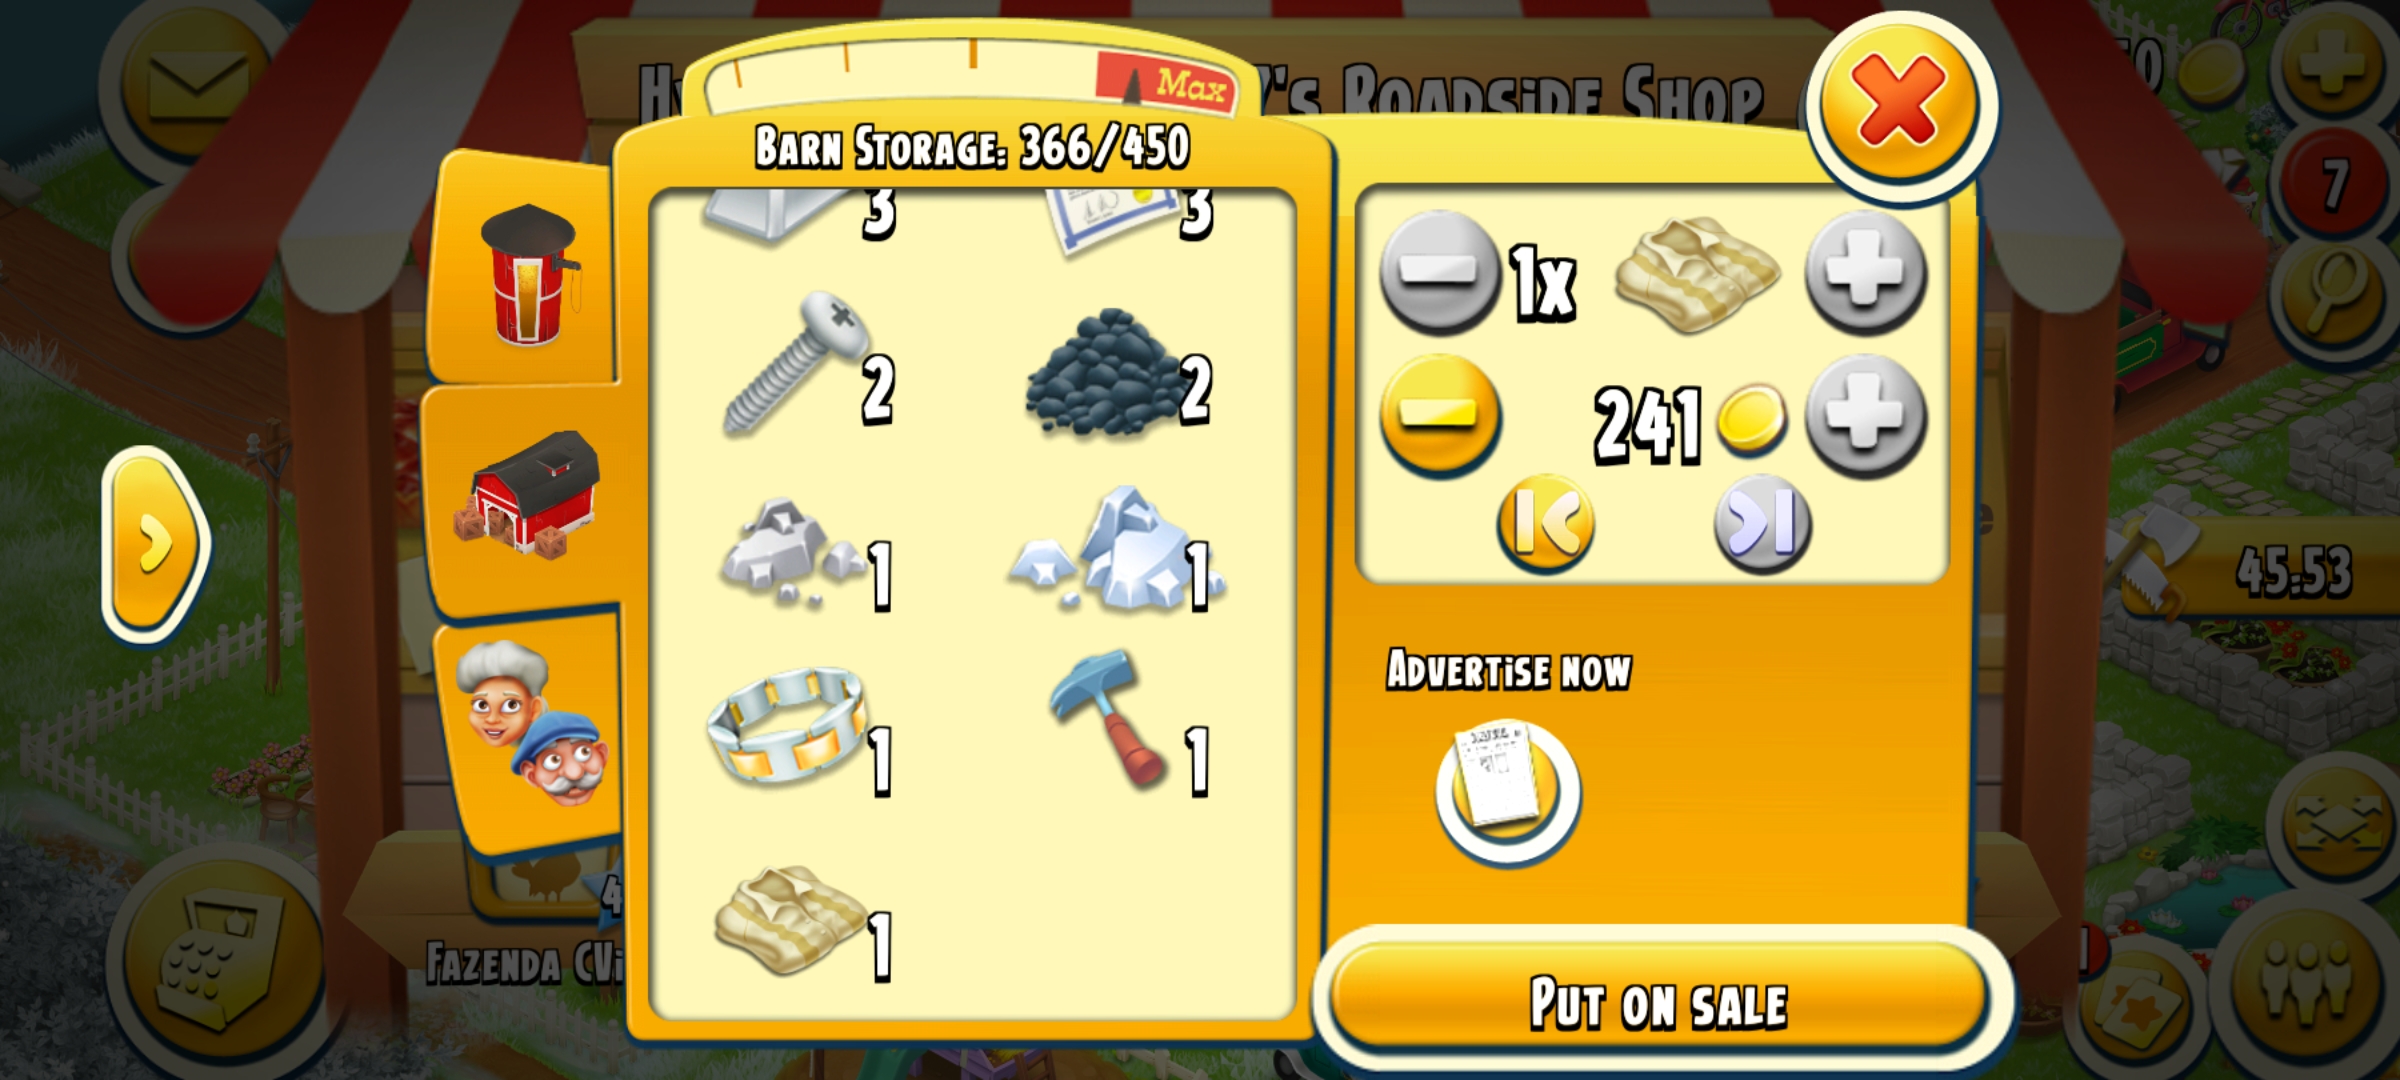 's Roadside Shop
Max
Barn Storage: 366/450
3
3
2
2
1
1
1
1
1
1x
241
7
45:53
Advertise now
Put on sale
Fazenda